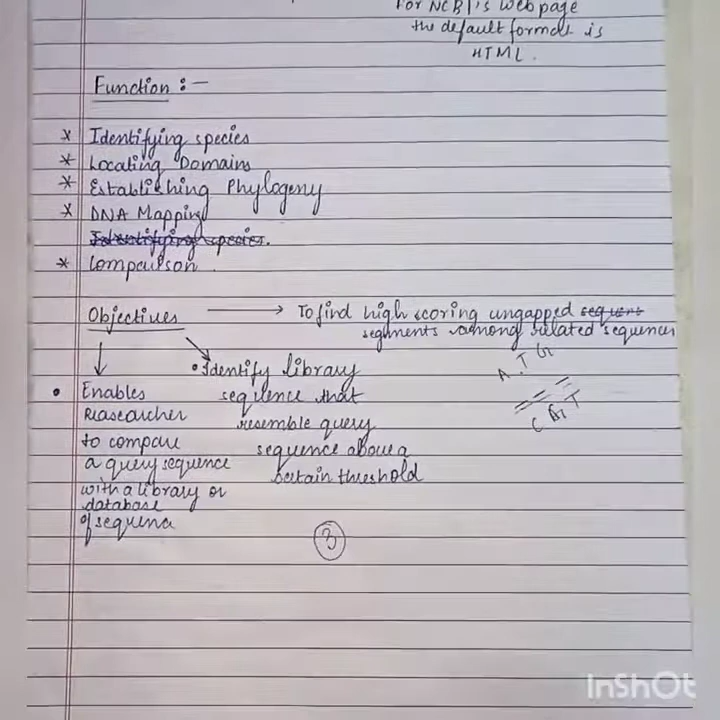 For NCBI's Web page
the default format is
HTML.
Function :-
* Identifying species
* Locating Domains
* Establishing Phylogeny
* DNA Mapping
Identifying species.
* Comparison.
Objectives → To find high scoring ungapped sequen
segments among related sequences
• Identify library
sequence that
resemble query
sequence above a
certain threshold
• Enables
Reasearcher
to compare
a query sequence
with a library or
database
of sequence
A T G
C G T
3
InShOt